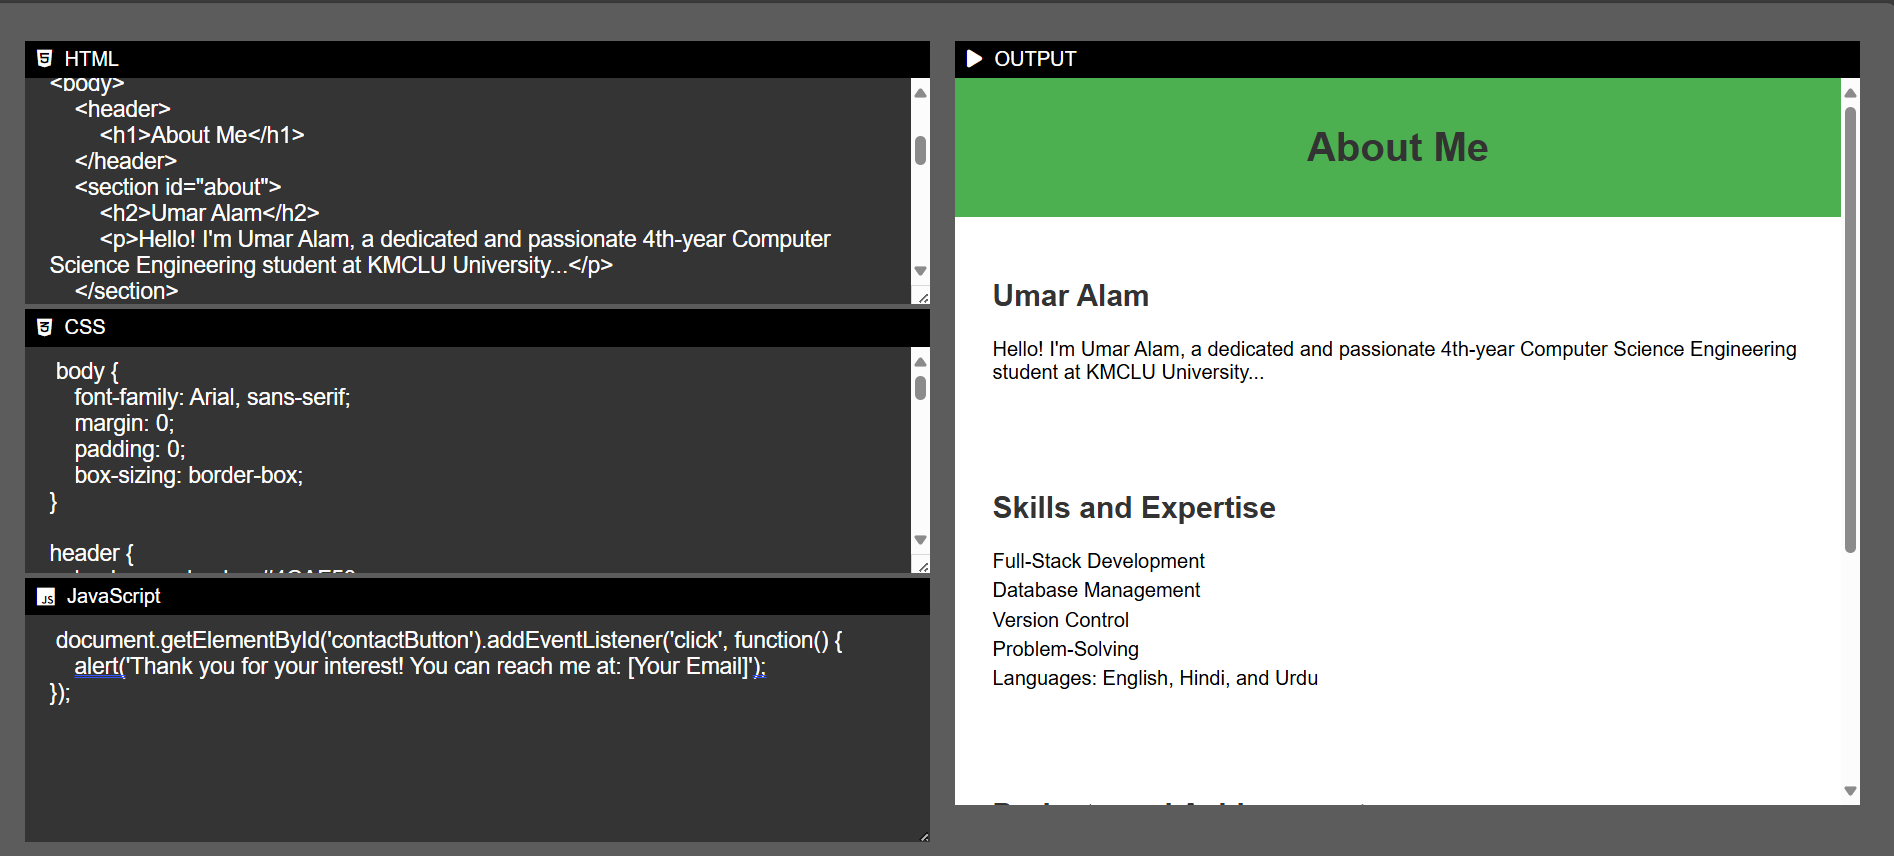 HTML
<body>
<header>
<h1>About Me</h1>
</header>
<section id="about">
<h2>Umar Alam</h2>
<p>Hello! I'm Umar Alam, a dedicated and passionate 4th-year Computer
Science Engineering student at KMCLU University...</p>
</section>
CSS
body {
font-family: Arial, sans-serif;
margin: 0;
padding: 0;
box-sizing: border-box;
}
header {
JavaScript
document.getElementById('contactButton').addEventListener('click', function() {
alert('Thank you for your interest! You can reach me at: [Your Email]');
});
OUTPUT
About Me
Umar Alam
Hello! I'm Umar Alam, a dedicated and passionate 4th-year Computer Science Engineering
student at KMCLU University...
Skills and Expertise
Full-Stack Development
Database Management
Version Control
Problem-Solving
Languages: English, Hindi, and Urdu